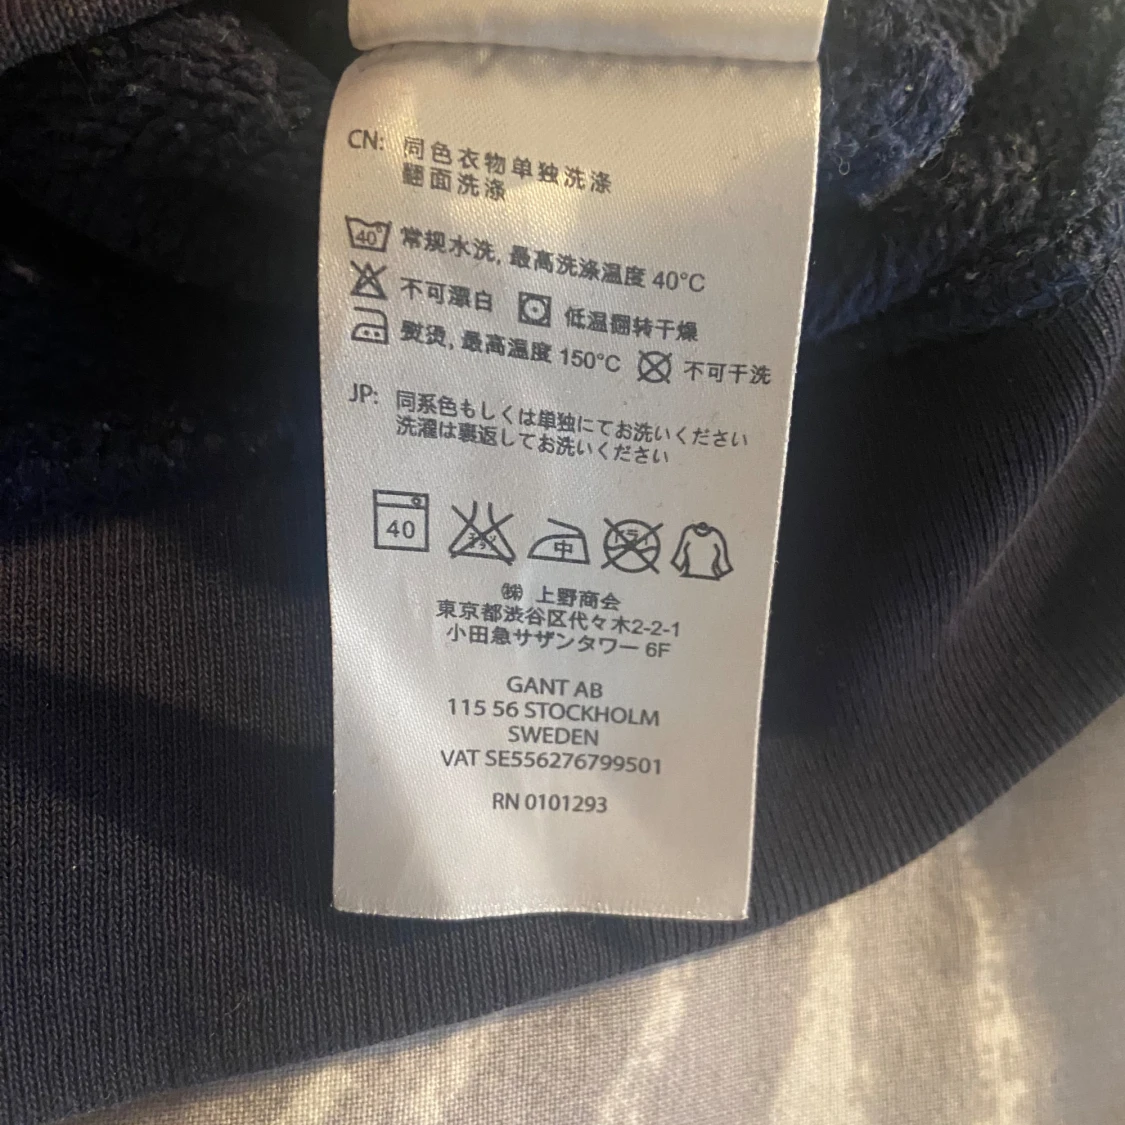 CN: 同色衣物单独洗涤
翻面洗涤
40° 常规水洗, 最高洗涤温度 40°C
不可漂白 低温翻转干燥
熨烫, 最高温度 150°C 不可干洗
JP: 同系色もしくは単独にてお洗いください
洗濯は裏返してお洗いください
40 中
㈱ 上野商会
東京都渋谷区代々木2-2-1
小田急サザンタワー 6F
GANT AB
115 56 STOCKHOLM
SWEDEN
VAT SE556276799501
RN 0101293